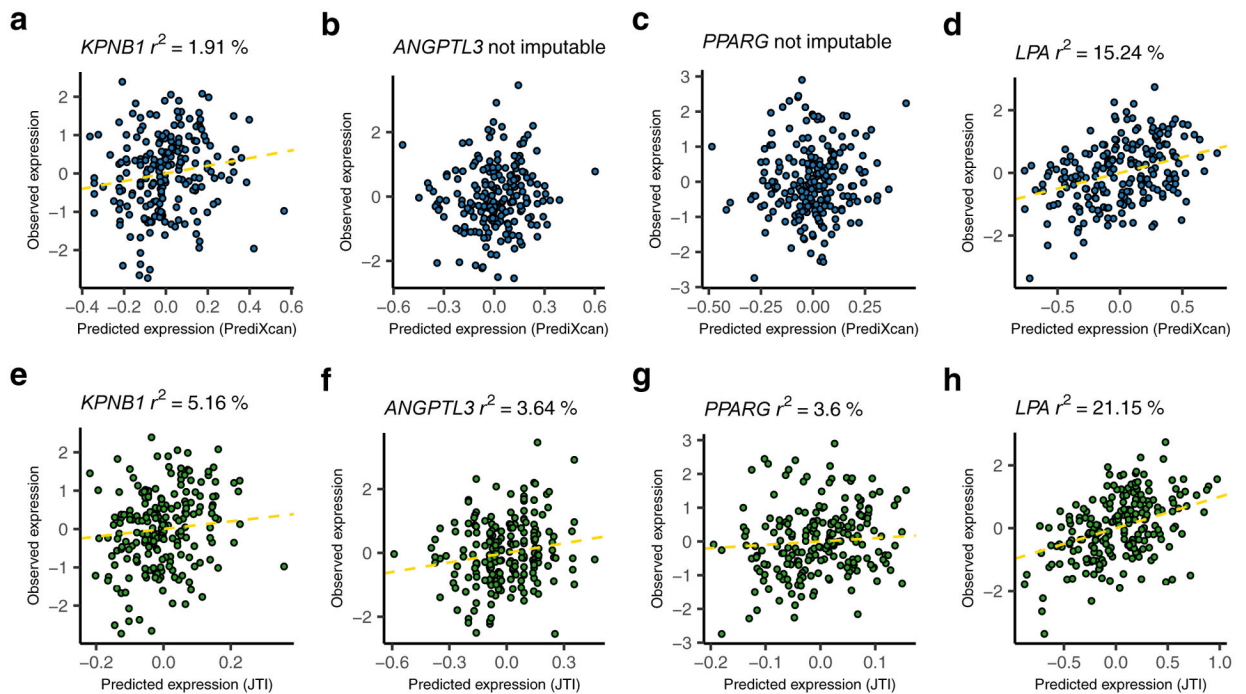 a
KPNB1 r² = 1.91 %
Observed expression
2
1
0
−1
−2
−0.4 −0.2 0.0 0.2 0.4 0.6
Predicted expression (PrediXcan)
b
ANGPTL3 not imputable
Observed expression
2
0
−2
−0.6 −0.3 0.0 0.3 0.6
Predicted expression (PrediXcan)
c
PPARG not imputable
Observed expression
3
2
1
0
−1
−2
−3
−0.50 −0.25 0.00 0.25
Predicted expression (PrediXcan)
d
LPA r² = 15.24 %
Observed expression
2
0
−2
−0.5 0.0 0.5
Predicted expression (PrediXcan)
e
KPNB1 r² = 5.16 %
Observed expression
2
1
0
−1
−2
−0.2 0.0 0.2
Predicted expression (JTI)
f
ANGPTL3 r² = 3.64 %
Observed expression
2
0
−2
−0.6 −0.3 0.0 0.3
Predicted expression (JTI)
g
PPARG r² = 3.6 %
Observed expression
3
2
1
0
−1
−2
−3
−0.2 −0.1 0.0 0.1
Predicted expression (JTI)
h
LPA r² = 21.15 %
Observed expression
2
0
−2
−0.5 0.0 0.5 1.0
Predicted expression (JTI)